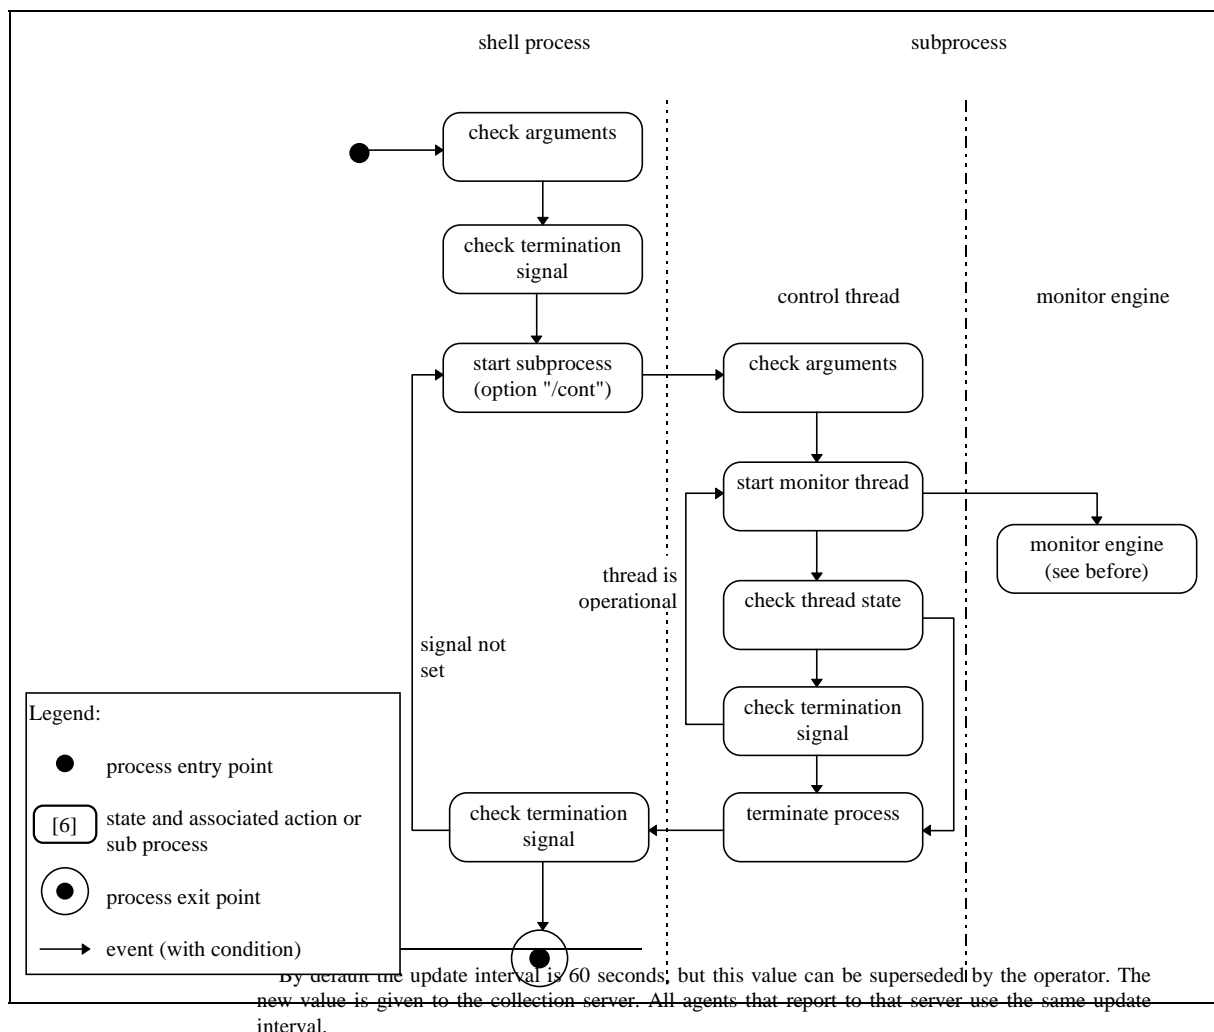 shell process
subprocess
check arguments
check termination
signal
control thread
monitor engine
start subprocess
(option "/cont")
check arguments
start monitor thread
monitor engine
(see before)
thread is
operational
check thread state
signal not
set
check termination
signal
Legend:
process entry point
[6]
state and associated action or
sub process
process exit point
event (with condition)
check termination
signal
terminate process
By default the update interval is 60 seconds, but this value can be superseded by the operator. The
new value is given to the collection server. All agents that report to that server use the same update
interval.